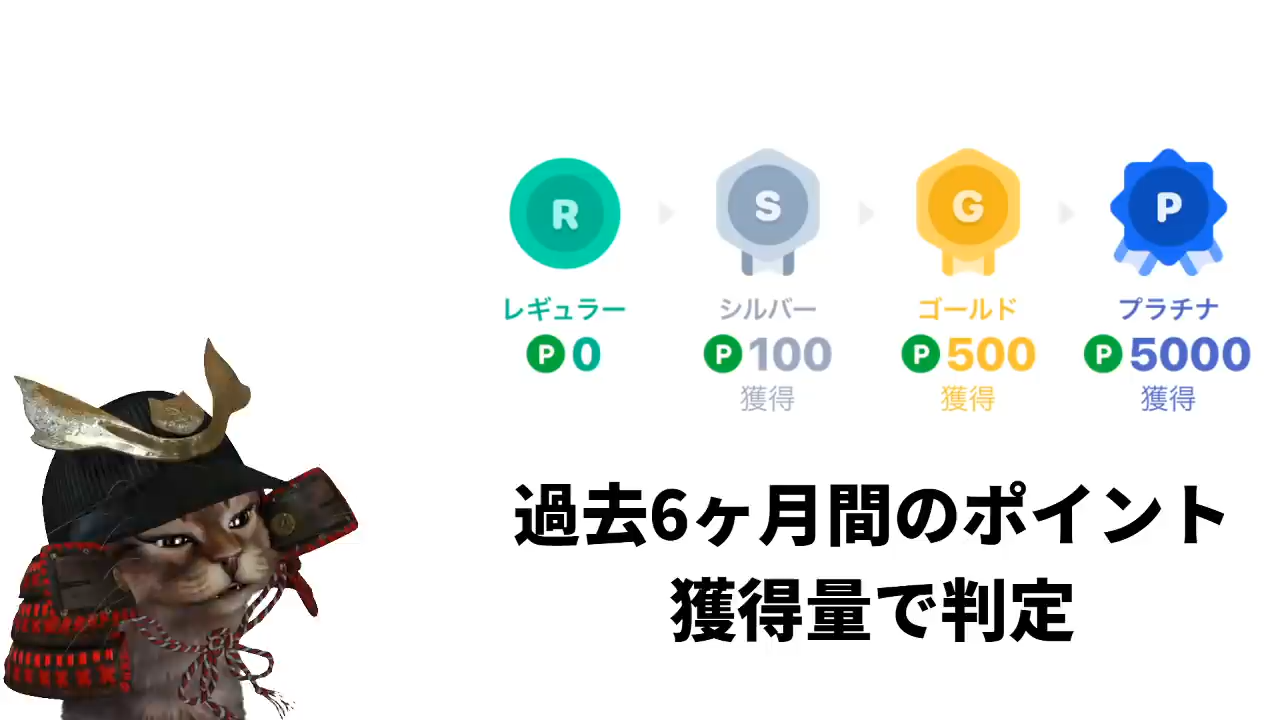 R S G P
レギュラー シルバー ゴールド プラチナ
P 0 P 100 P 500 P 5000
獲得 獲得 獲得
過去6ヶ月間のポイント
獲得量で判定